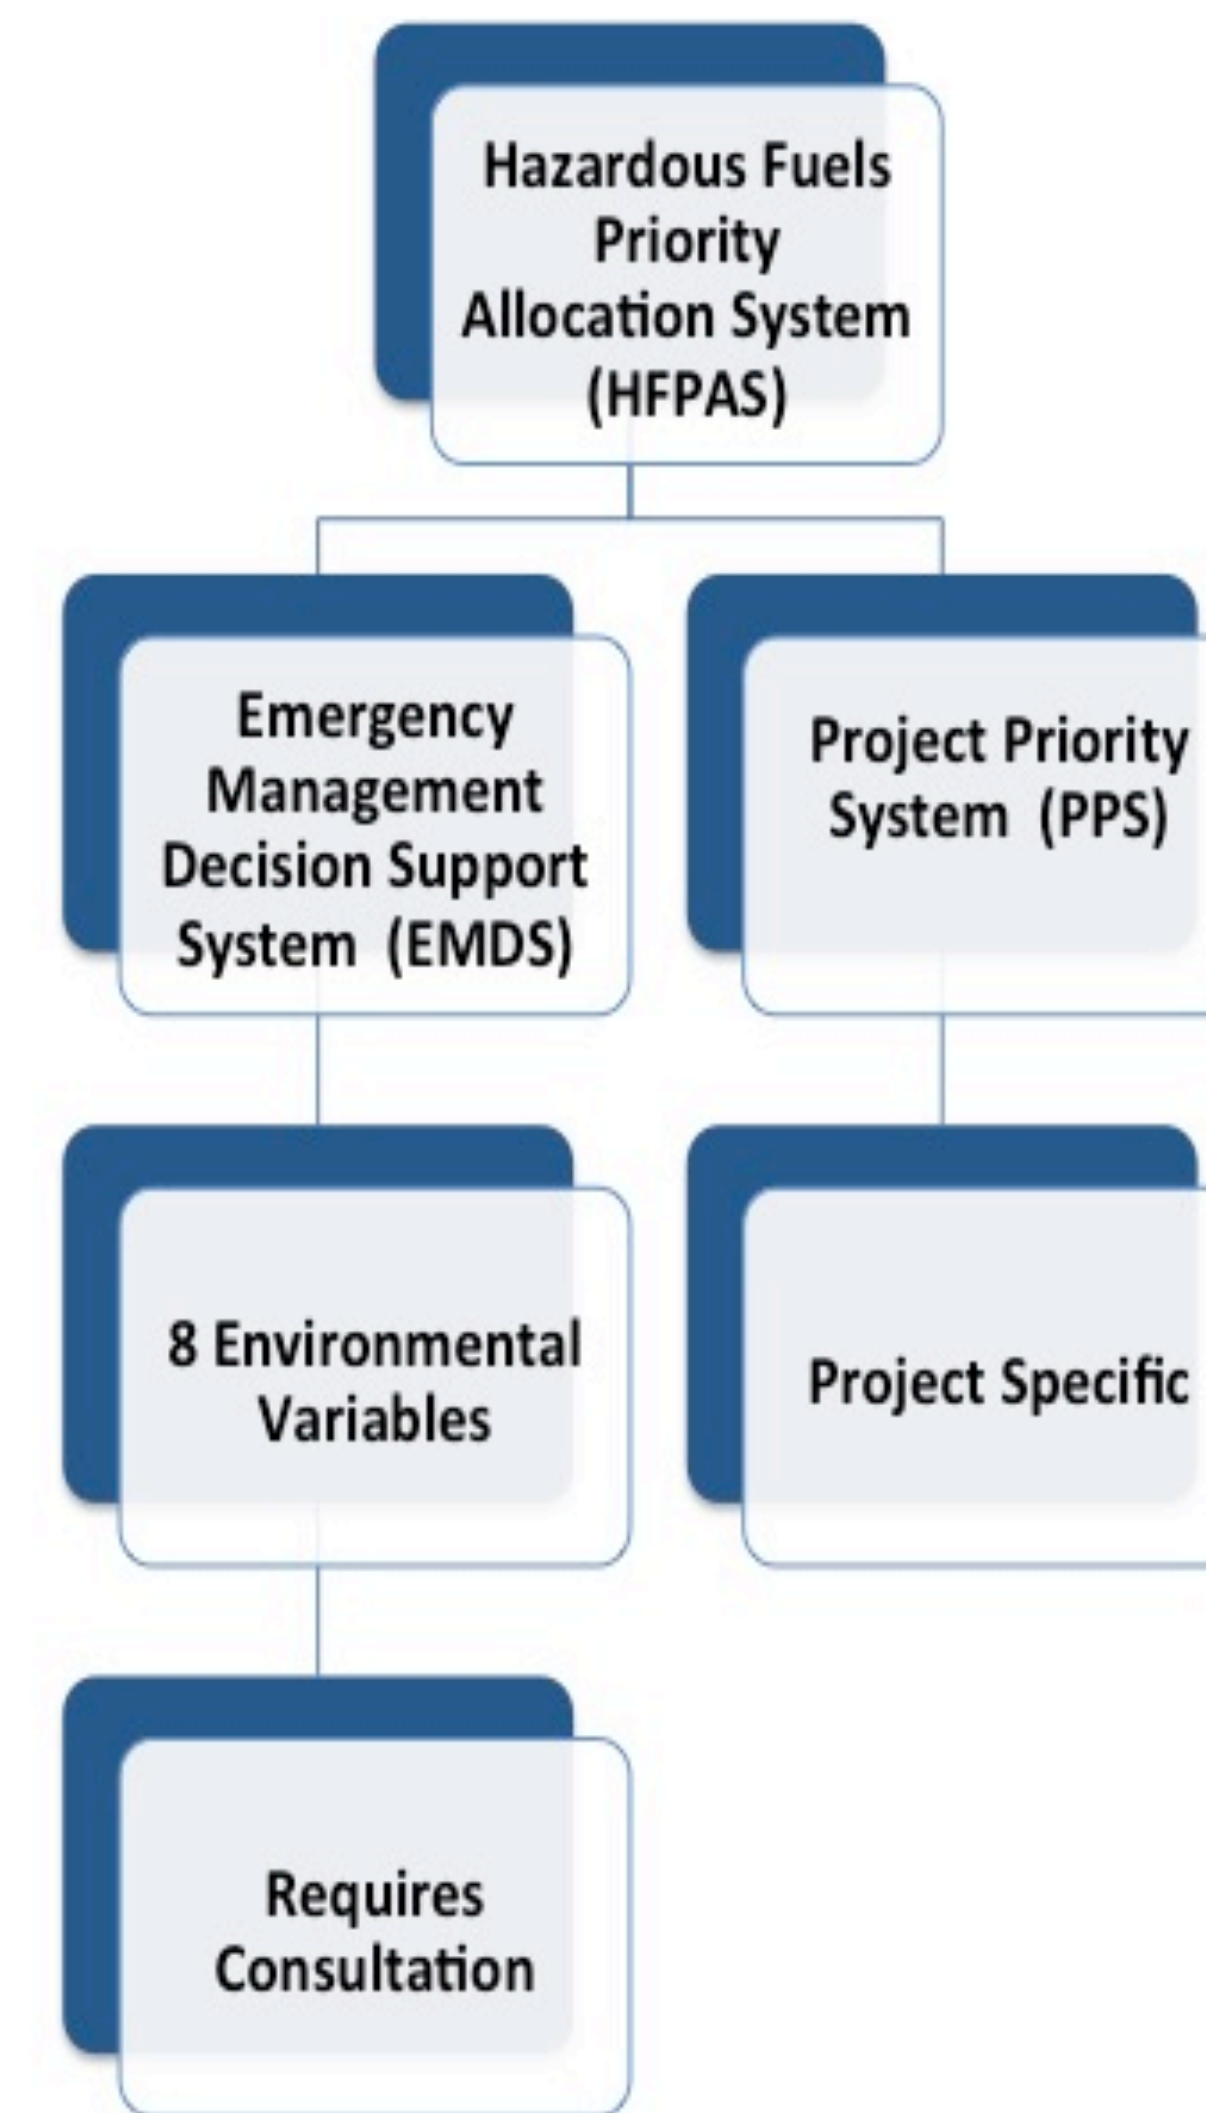 Hazardous Fuels
Priority
Allocation System
(HFPAS)
Emergency
Management
Decision Support
System (EMDS)
Project Priority
System (PPS)
8 Environmental
Variables
Project Specific
Requires
Consultation